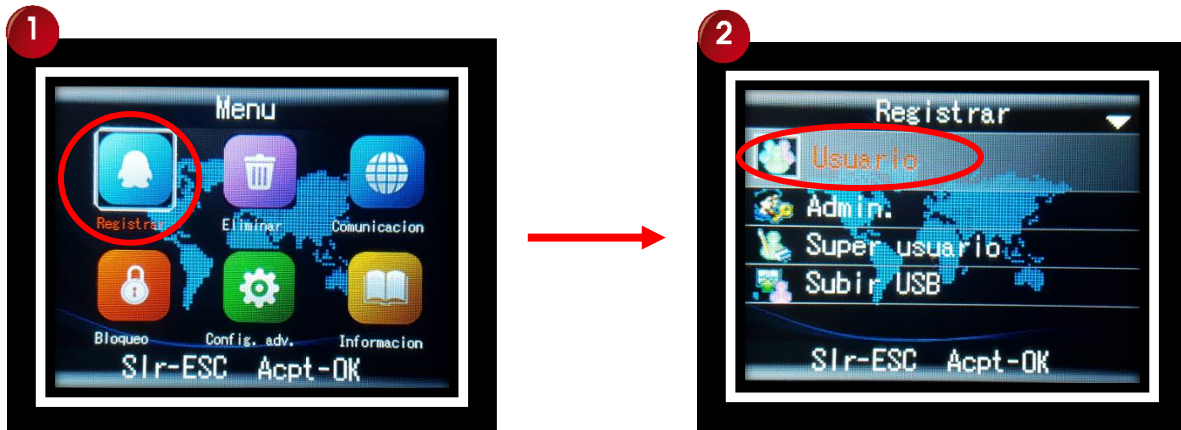 1
Menu
Registrar Eliminar Comunicacion
Bloqueo Config. adv. Informacion
Slr-ESC Acpt-OK
2
Registrar
Usuario
Admin.
Super usuario
Subir USB
Slr-ESC Acpt-OK